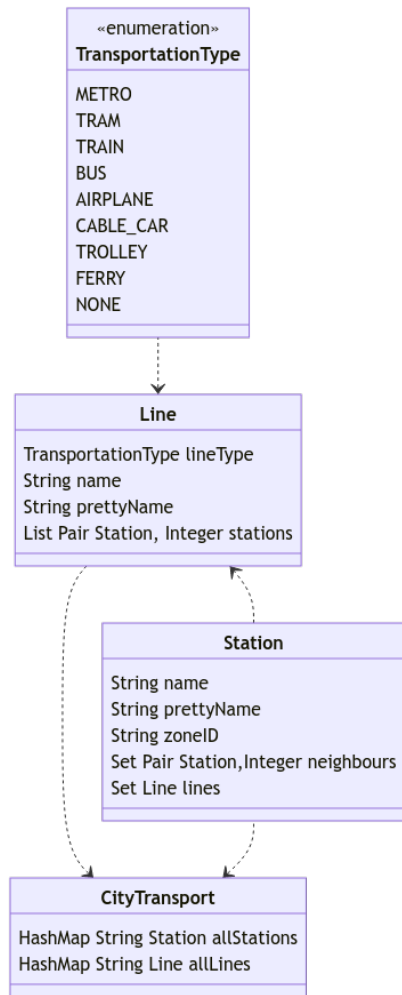 «enumeration»
TransportationType
METRO
TRAM
TRAIN
BUS
AIRPLANE
CABLE_CAR
TROLLEY
FERRY
NONE
Line
TransportationType lineType
String name
String prettyName
List Pair Station, Integer stations
Station
String name
String prettyName
String zoneID
Set Pair Station,Integer neighbours
Set Line lines
CityTransport
HashMap String Station allStations
HashMap String Line allLines